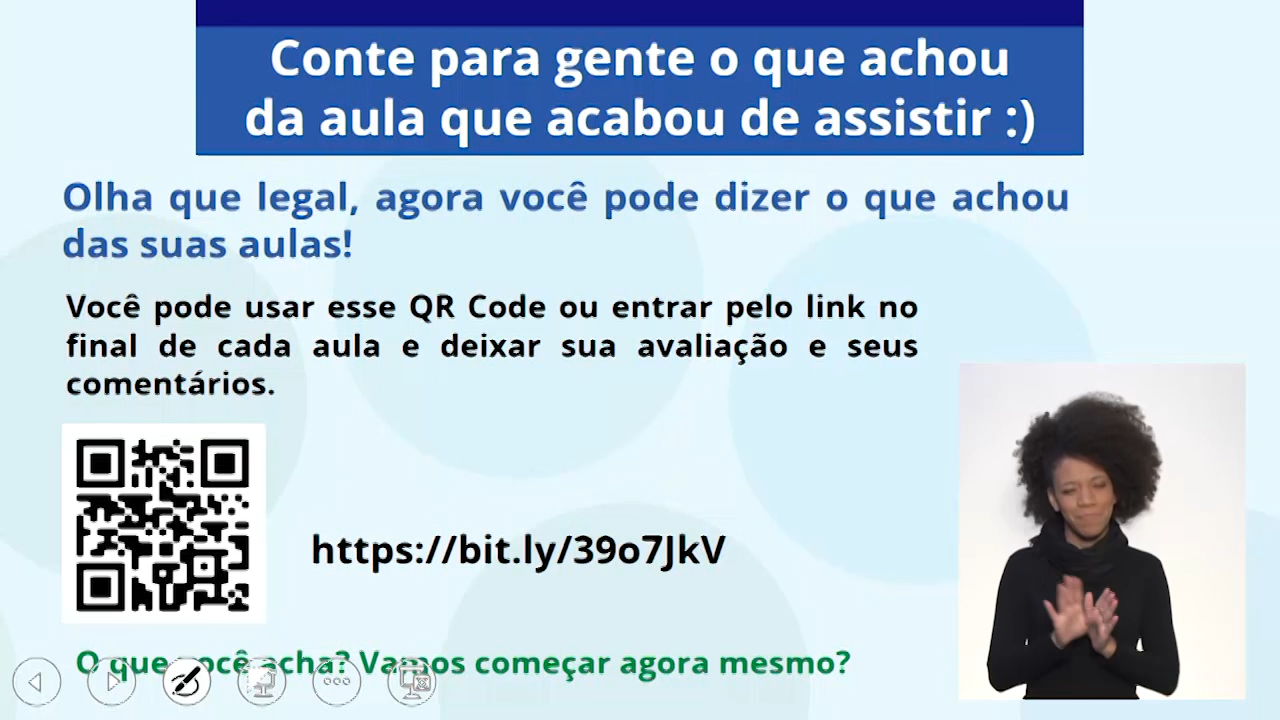 Conte para gente o que achou
da aula que acabou de assistir :)
Olha que legal, agora você pode dizer o que achou
das suas aulas!
Você pode usar esse QR Code ou entrar pelo link no
final de cada aula e deixar sua avaliação e seus
comentários.
https://bit.ly/39o7JkV
O que você acha? Vamos começar agora mesmo?